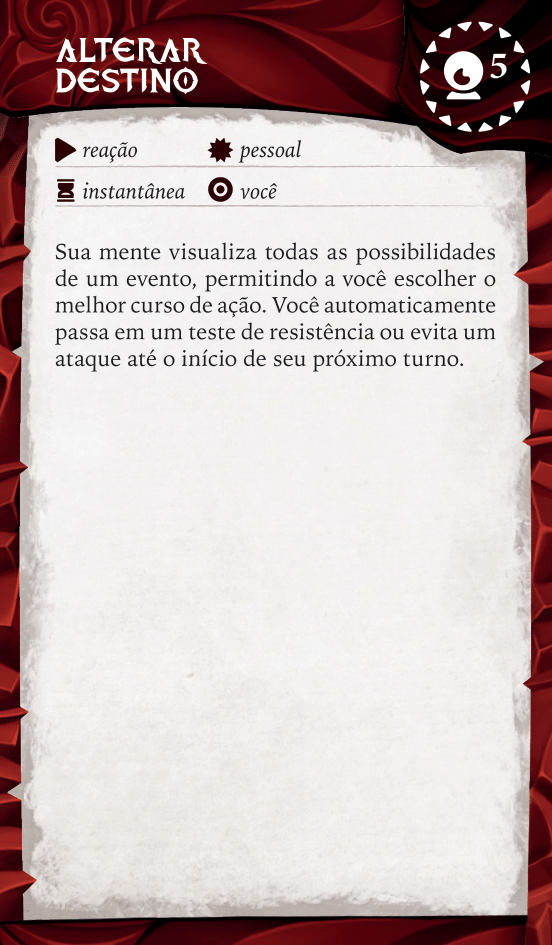 ALTERAR
DESTINO
5
reação pessoal
instantânea você
Sua mente visualiza todas as possibilidades
de um evento, permitindo a você escolher o
melhor curso de ação. Você automaticamente
passa em um teste de resistência ou evita um
ataque até o início de seu próximo turno.